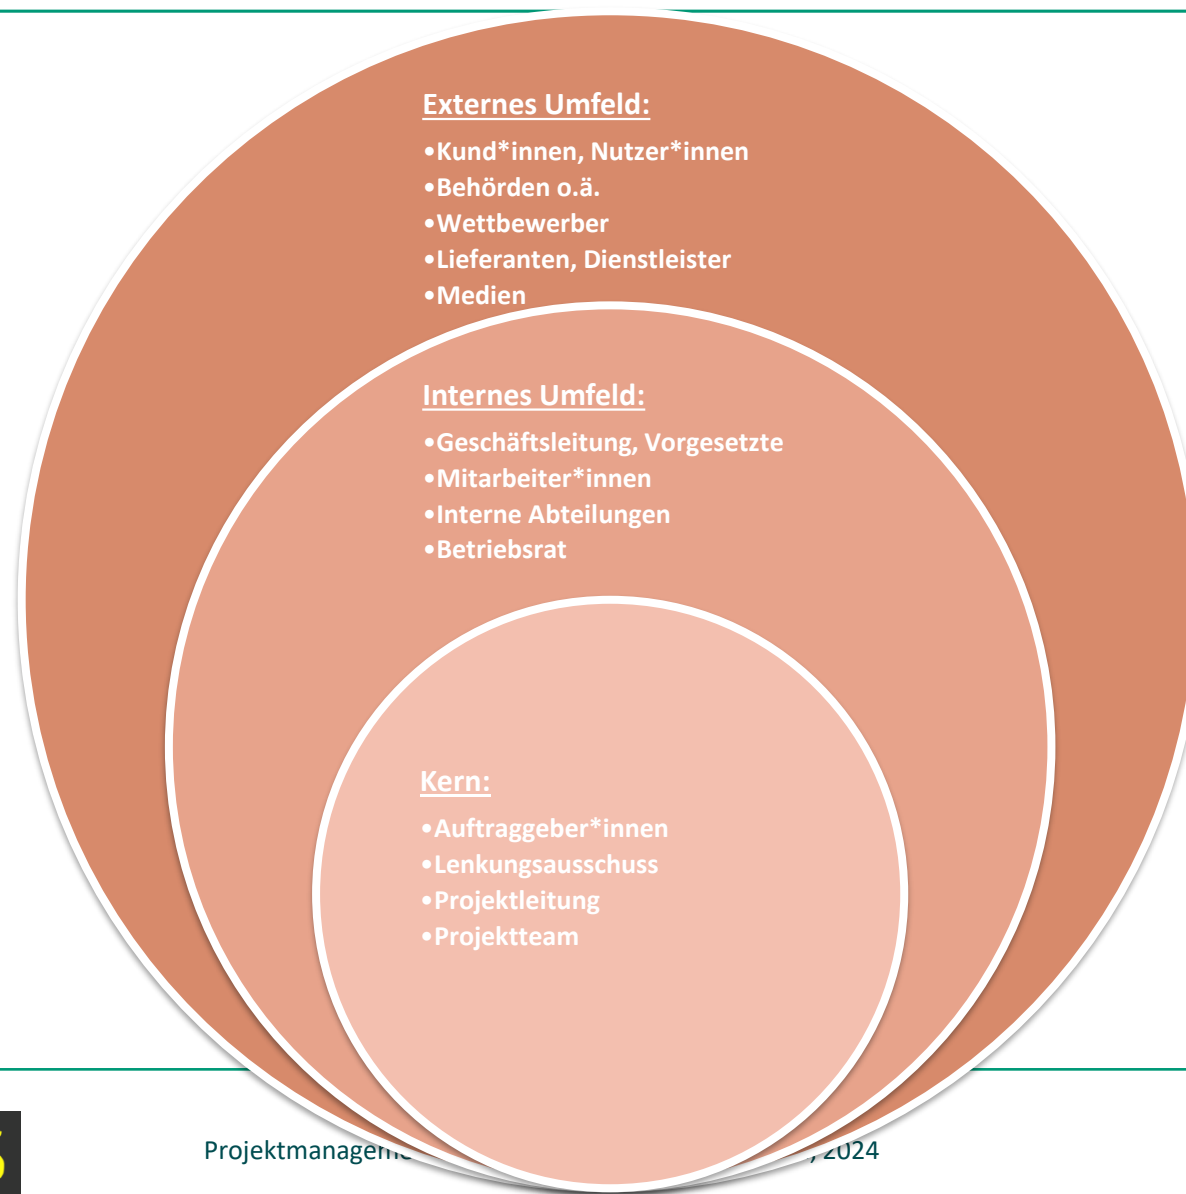 Externes Umfeld:
•Kund*innen, Nutzer*innen
•Behörden o.ä.
•Wettbewerber
•Lieferanten, Dienstleister
•Medien
Internes Umfeld:
•Geschäftsleitung, Vorgesetzte
•Mitarbeiter*innen
•Interne Abteilungen
•Betriebsrat
Kern:
•Auftraggeber*innen
•Lenkungsausschuss
•Projektleitung
•Projektteam
2024